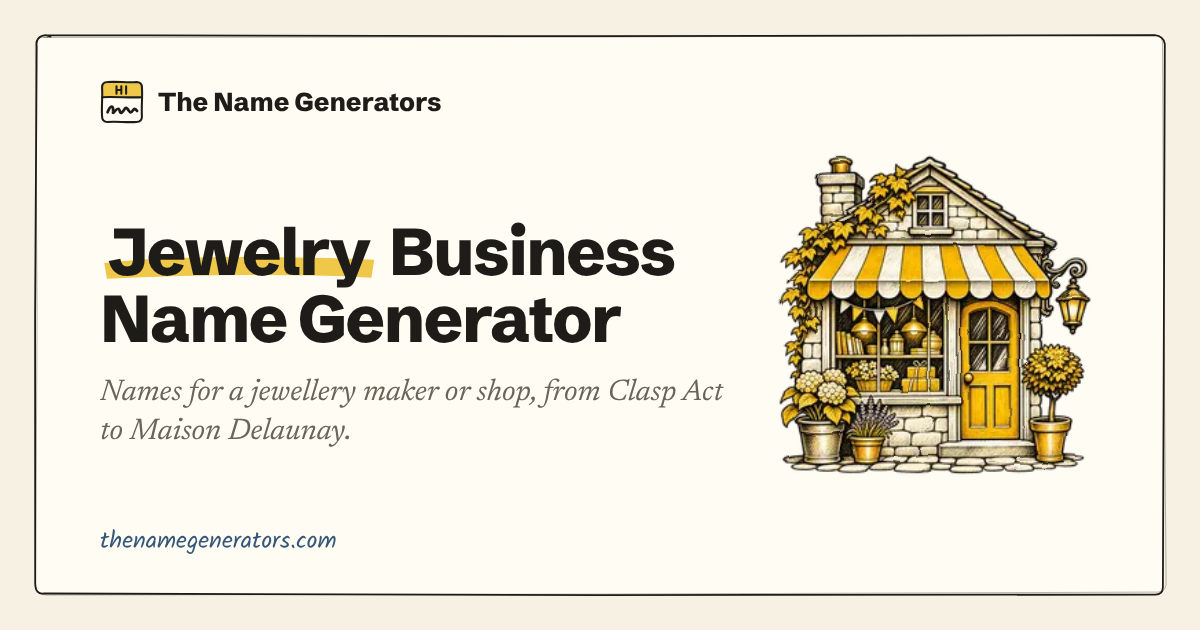 HI
The Name Generators
Jewelry Business
Name Generator
Names for a jewellery maker or shop, from Clasp Act
to Maison Delaunay.
thenamegenerators.com